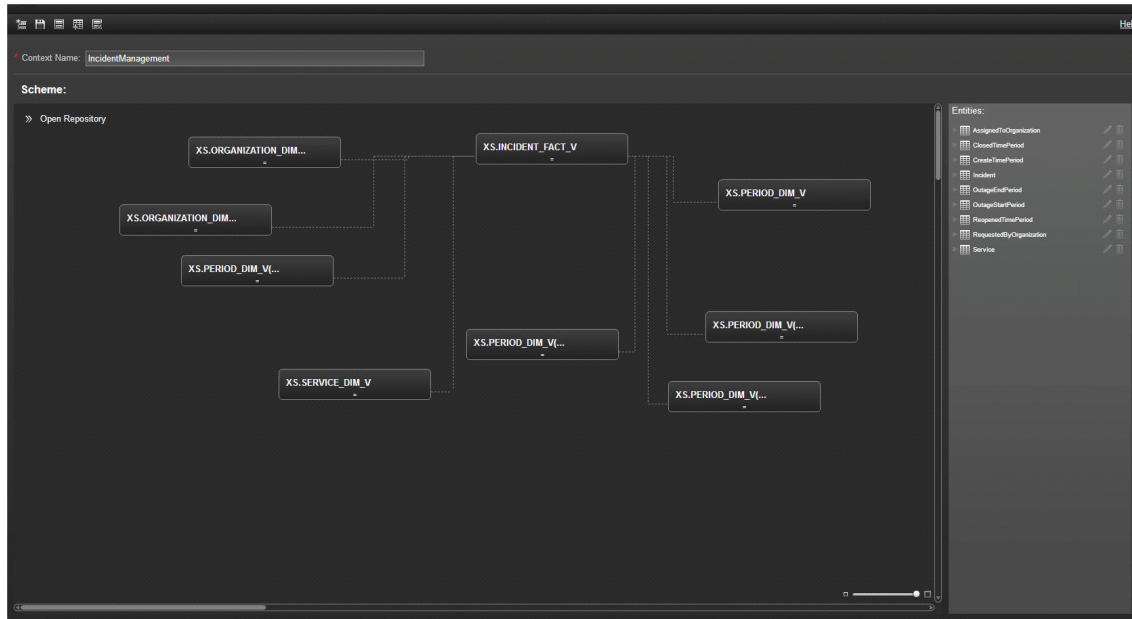 Hel
* Context Name: IncidentManagement
Scheme:
Open Repository
XS.ORGANIZATION_DIM...
XS.INCIDENT_FACT_V
XS.PERIOD_DIM_V
XS.ORGANIZATION_DIM...
XS.PERIOD_DIM_V(...
XS.PERIOD_DIM_V(...
XS.PERIOD_DIM_V(...
XS.SERVICE_DIM_V
XS.PERIOD_DIM_V(...
Entities:
AssignedToOrganization
ClosedTimePeriod
CreateTimePeriod
Incident
OutageEndPeriod
OutageStartPeriod
ReopenedTimePeriod
RequestedByOrganization
Service